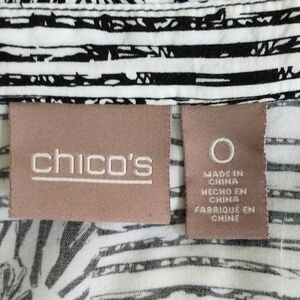 chico's
0
MADE IN
CHINA
HECHO EN
CHINA
FABRIQUÉ EN
CHINE